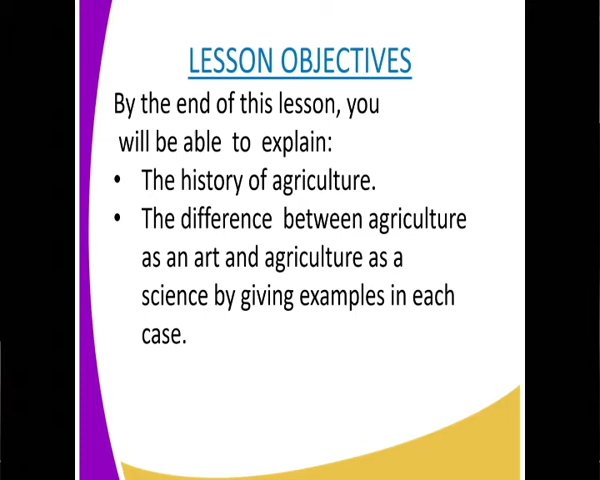 LESSON OBJECTIVES
By the end of this lesson, you
will be able to explain:
• The history of agriculture.
• The difference between agriculture
as an art and agriculture as a
science by giving examples in each
case.